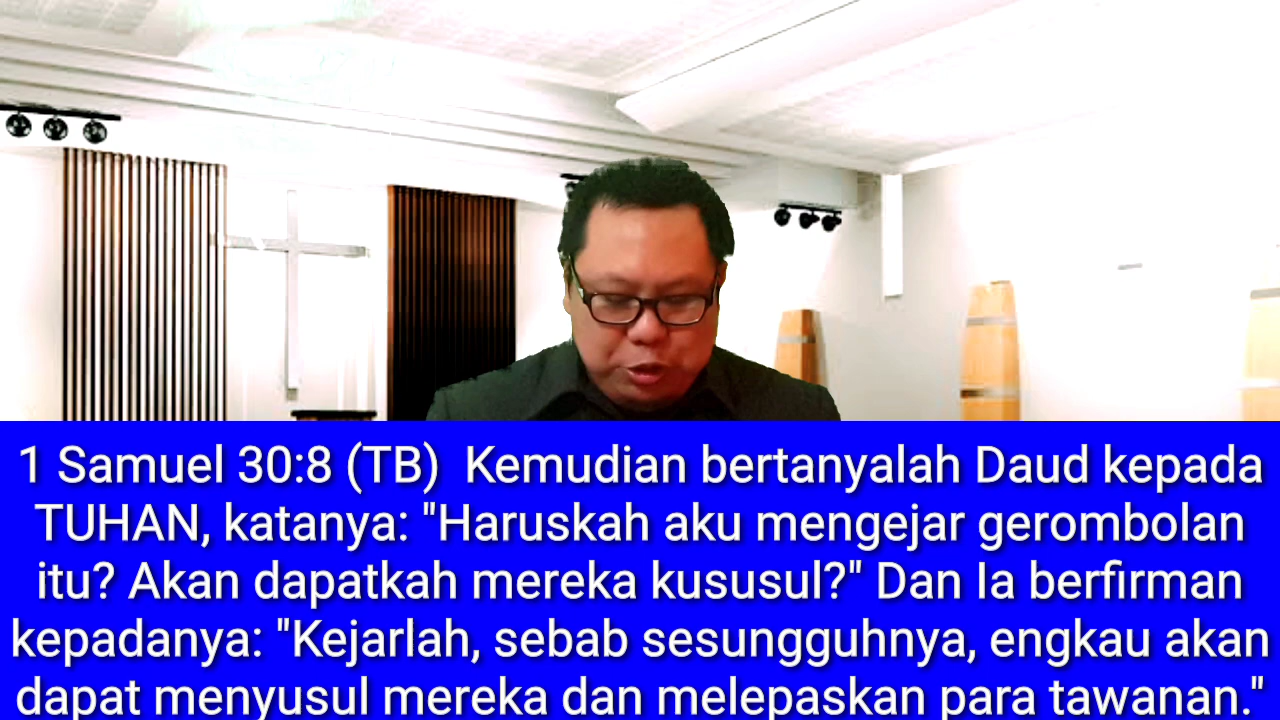 1 Samuel 30:8 (TB)  Kemudian bertanyalah Daud kepada
TUHAN, katanya: "Haruskah aku mengejar gerombolan
itu? Akan dapatkah mereka kususul?" Dan Ia berfirman
kepadanya: "Kejarlah, sebab sesungguhnya, engkau akan
dapat menyusul mereka dan melepaskan para tawanan."